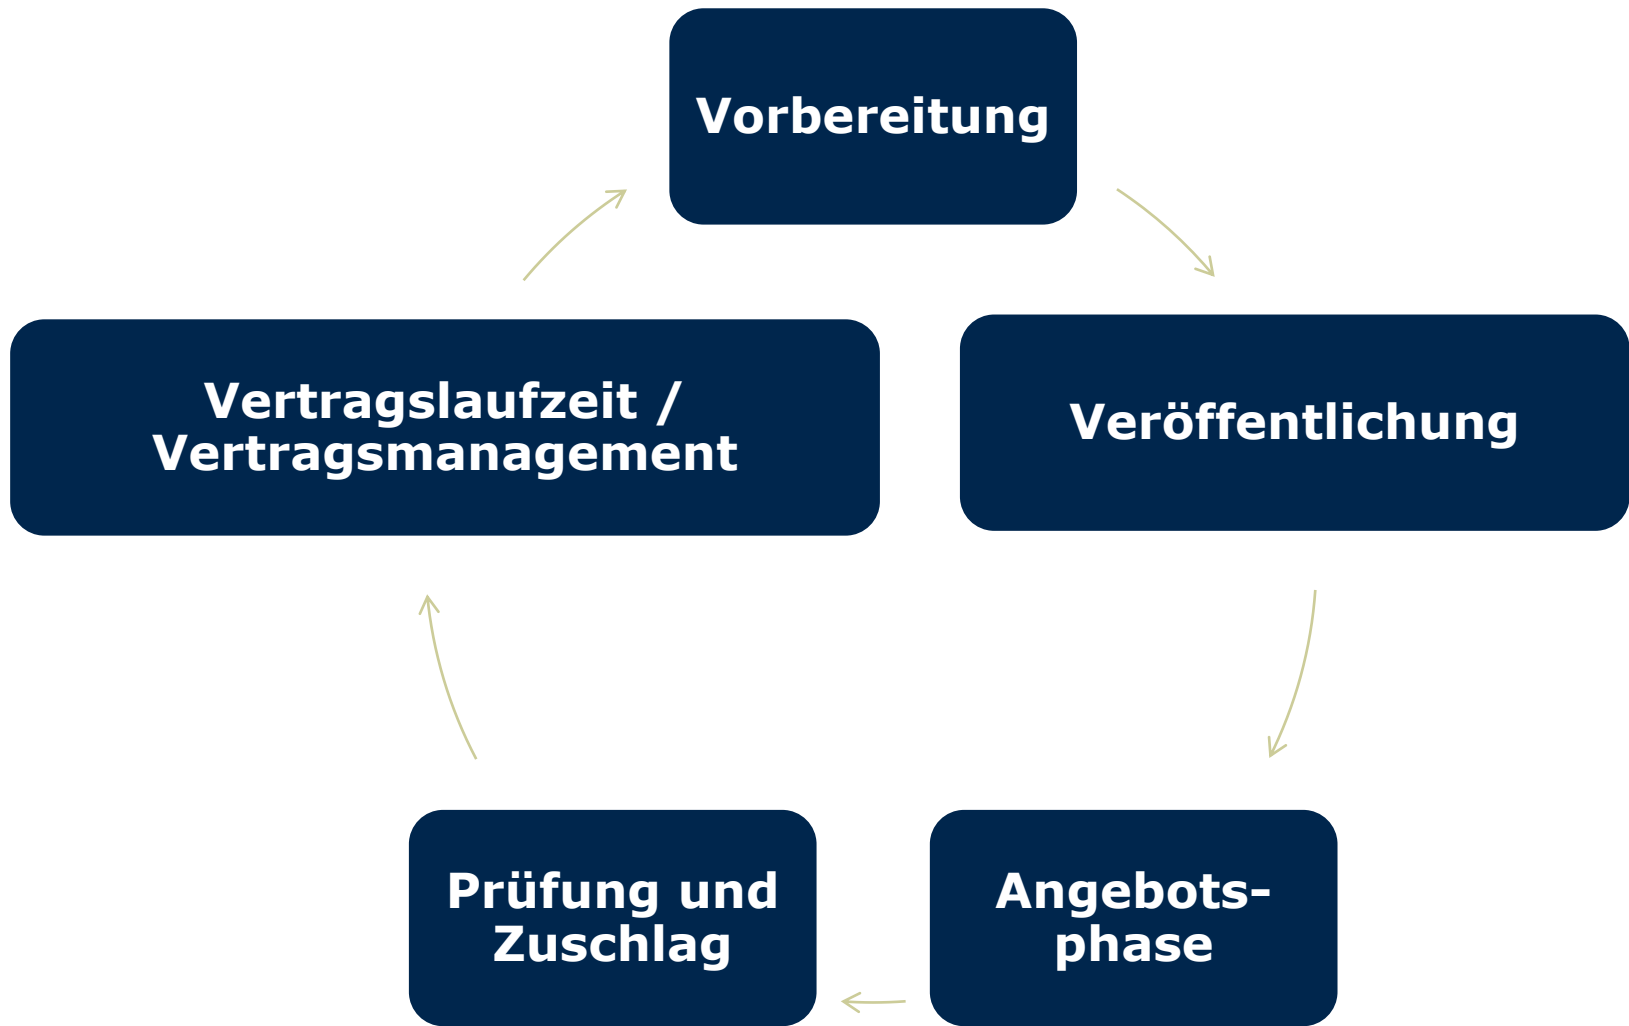 Vorbereitung
Veröffentlichung
Angebots–
phase
Prüfung und
Zuschlag
Vertragslaufzeit /
Vertragsmanagement